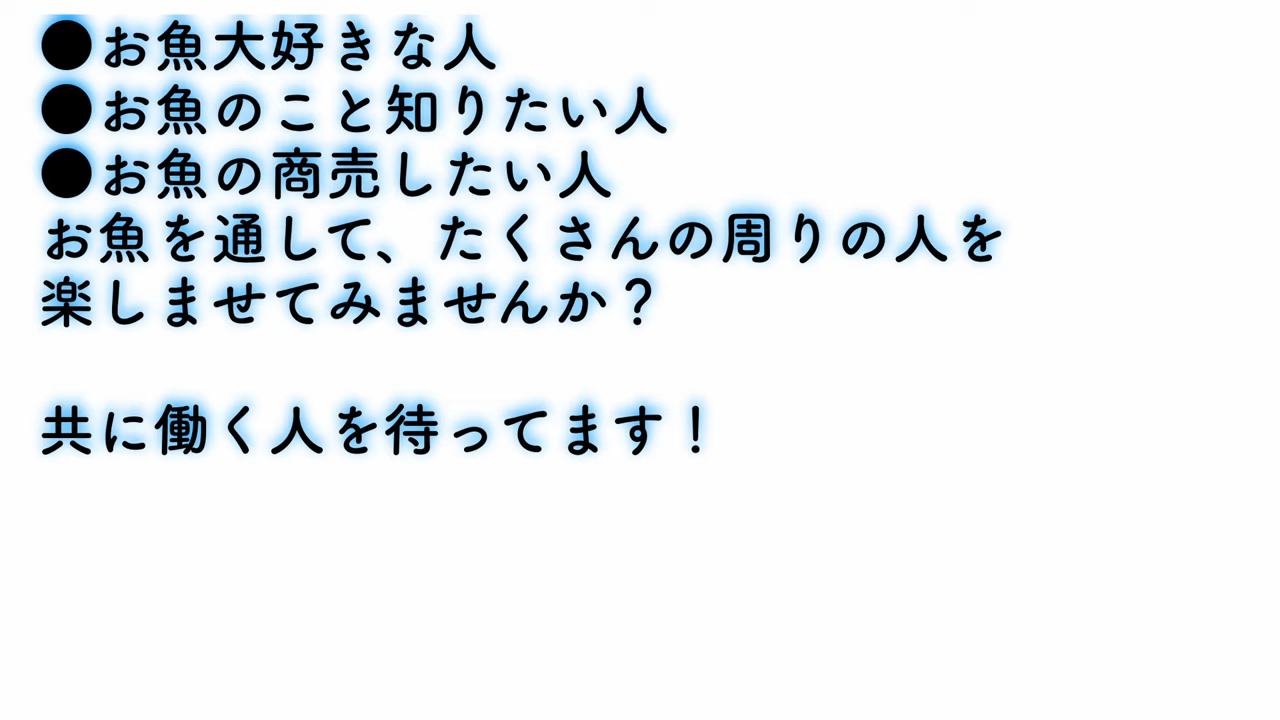 ●お魚大好きな人
●お魚のこと知りたい人
●お魚の商売したい人
お魚を通して、たくさんの周りの人を
楽しませてみませんか？
共に働く人を待ってます！